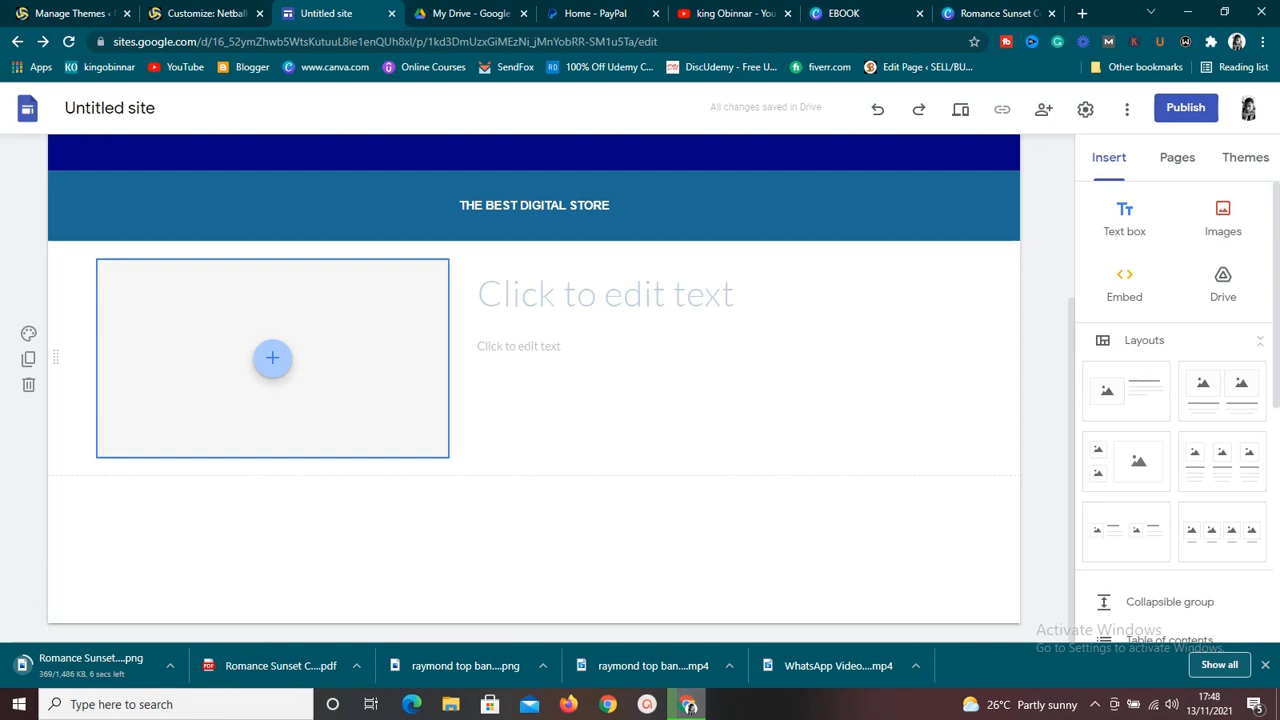 Manage Themes ‹
Customize: Netball
Untitled site
My Drive - Google
Home - PayPal
king Obinnar - You
EBOOK
Romance Sunset C
sites.google.com/d/16_52ymZhwb5WtsKutuuL8ie1enQUh8xl/p/1kd3DmUzxGiMEzNi_jMnYobRR-SM1u5Ta/edit
Apps
kingobinnar
YouTube
Blogger
www.canva.com
Online Courses
SendFox
100% Off Udemy C...
DiscUdemy - Free U...
fiverr.com
Edit Page ‹ SELL/BU...
Other bookmarks
Reading list
Untitled site
All changes saved in Drive
Publish
Insert
Pages
Themes
THE BEST DIGITAL STORE
Text box
Images
Click to edit text
Embed
Drive
Click to edit text
Layouts
Collapsible group
Table of contents
Activate Windows
Go to Settings to activate Windows.
Romance Sunset....png
369/1,486 KB, 6 secs left
Romance Sunset C....pdf
raymond top ban....png
raymond top ban....mp4
WhatsApp Video....mp4
Show all
Type here to search
26°C Partly sunny
17:48
13/11/2021
5